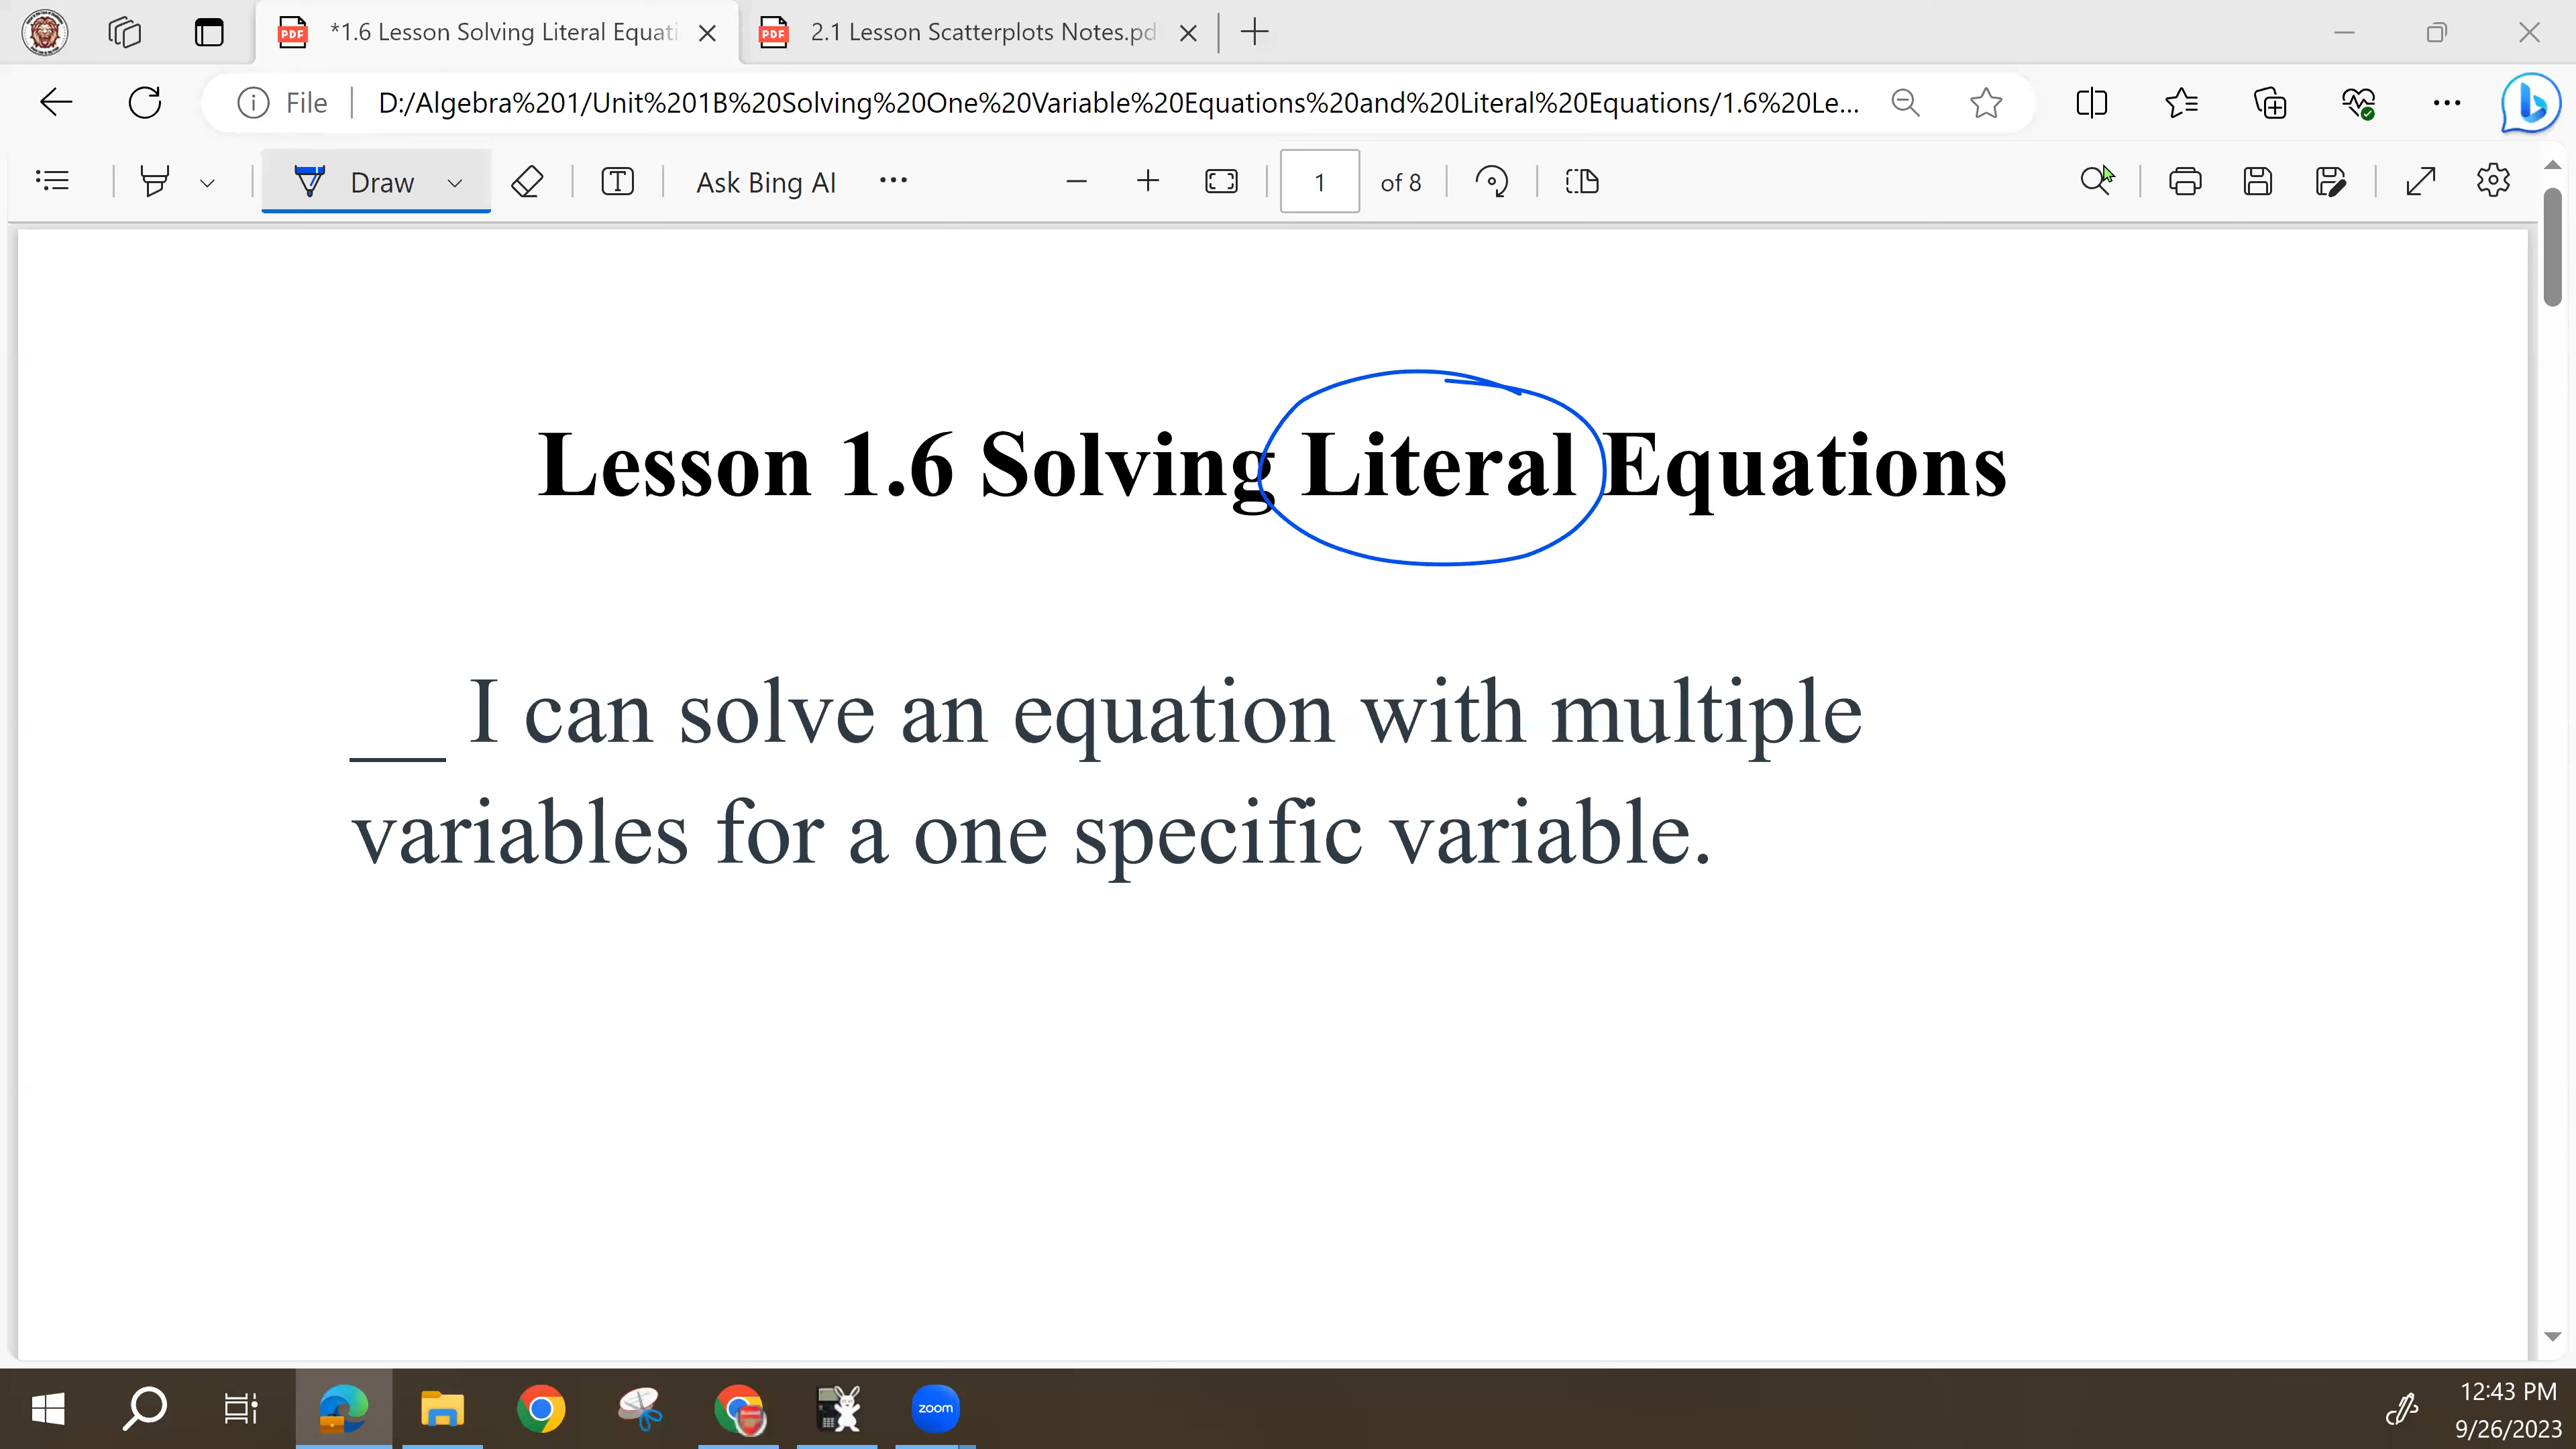 *1.6 Lesson Solving Literal Equati
2.1 Lesson Scatterplots Notes.pd
File
D:/Algebra%201/Unit%201B%20Solving%20One%20Variable%20Equations%20and%20Literal%20Equations/1.6%20Le...
Draw
Ask Bing AI
1 of 8
Lesson 1.6 Solving Literal Equations
___ I can solve an equation with multiple
variables for a one specific variable.
zoom
12:43 PM
9/26/2023